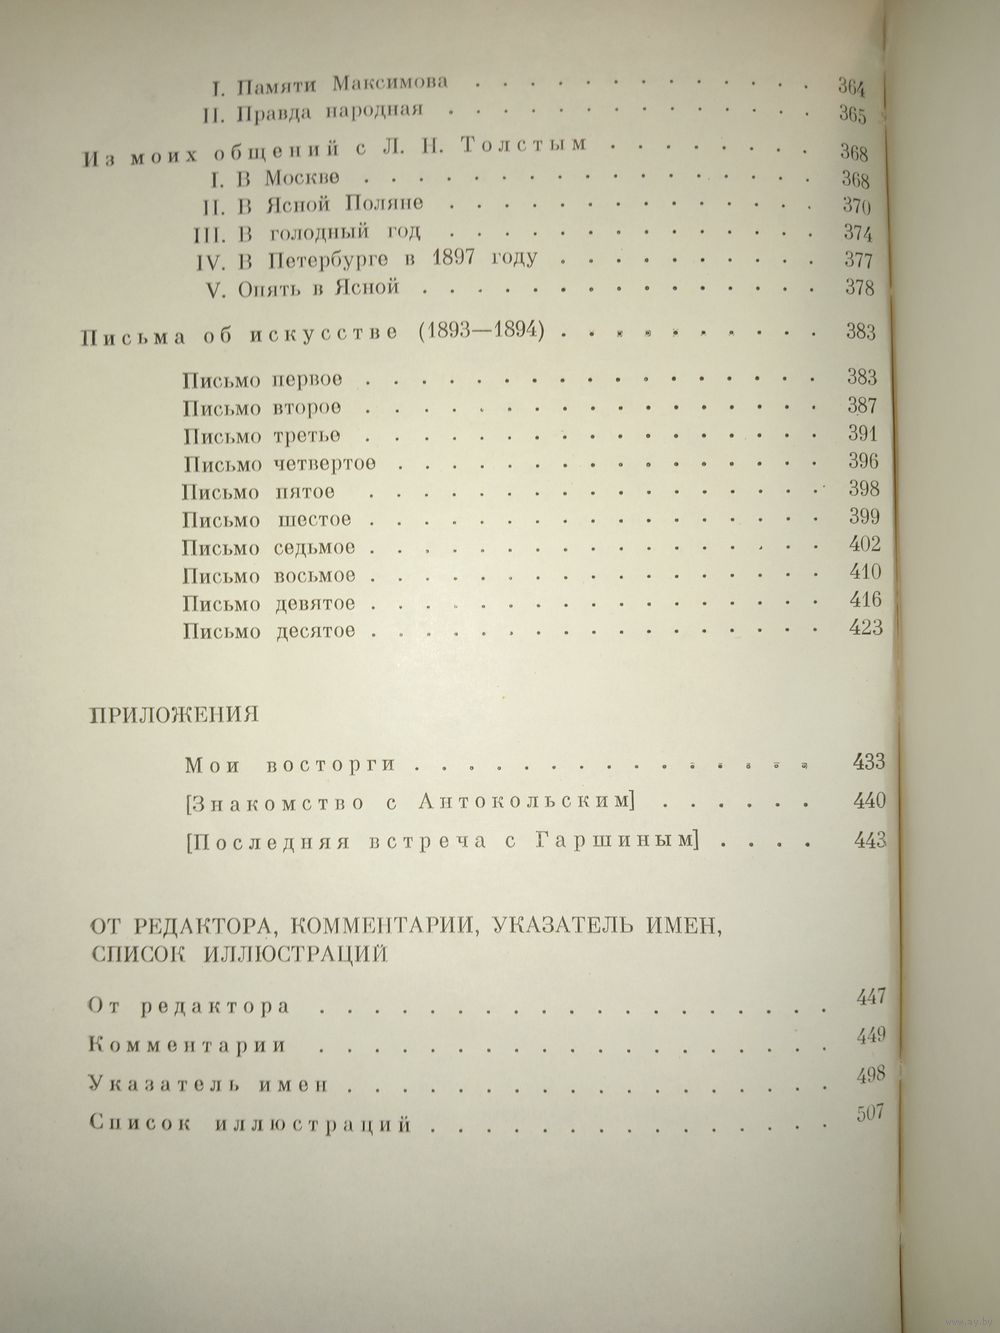 I. Памяти Максимова . . . . . . . . . . . . . 364
II. Правда народная . . . . . . . . . . . . . . 365
Из моих общений с Л. Н. Толстым . . . . . . . . 368
I. В Москве . . . . . . . . . . . . . . . . . 368
II. В Ясной Поляне . . . . . . . . . . . . . . 370
III. В голодный год . . . . . . . . . . . . . . 374
IV. В Петербурге в 1897 году . . . . . . . . . . 377
V. Опять в Ясной . . . . . . . . . . . . . . . 378
Письма об искусстве (1893—1894) . . . . . . . . . . 383
Письмо первое . . . . . . . . . . . . . . . . . 383
Письмо второе . . . . . . . . . . . . . . . . . 387
Письмо третье . . . . . . . . . . . . . . . . . 391
Письмо четвертое . . . . . . . . . . . . . . . . 396
Письмо пятое . . . . . . . . . . . . . . . . . 398
Письмо шестое . . . . . . . . . . . . . . . . . 399
Письмо седьмое . . . . . . . . . . . . . . . . . 402
Письмо восьмое . . . . . . . . . . . . . . . . . 410
Письмо девятое . . . . . . . . . . . . . . . . . 416
Письмо десятое . . . . . . . . . . . . . . . . . 423
ПРИЛОЖЕНИЯ
Мои восторги . . . . . . . . . . . . . . . 433
[Знакомство с Антокольским] . . . . . . 440
[Последняя встреча с Гаршиным] . . . . 443
ОТ РЕДАКТОРА, КОММЕНТАРИИ, УКАЗАТЕЛЬ ИМЕН,
СПИСОК ИЛЛЮСТРАЦИЙ
От редактора . . . . . . . . . . . . . . . . . . . 447
Комментарии . . . . . . . . . . . . . . . . . . . 449
Указатель имен . . . . . . . . . . . . . . . . . . 498
Список иллюстраций . . . . . . . . . . . . . . . 507
www.ay.by